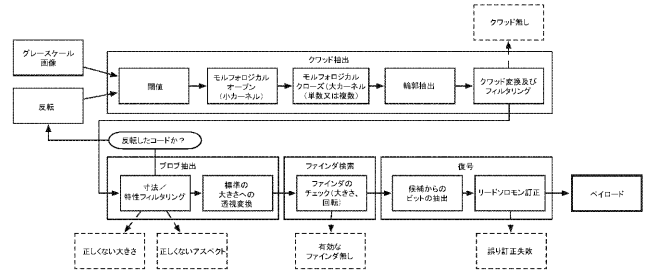 クワッド無し
グレースケール
画像
クワッド抽出
閾値
モルフォロジカル
オープン
(小カーネル)
モルフォロジカル
クローズ(大カーネル
(単数又は複数)
輪郭抽出
クワッド変換及び
フィルタリング
反転
反転したコードか?
ブロブ抽出
ファインダ検索
復号
寸法/
特性フィルタリング
標準の
大きさへの
透視変換
ファインダの
チェック(大きさ、
回転)
候補からの
ビットの抽出
リードソロモン訂正
ペイロード
正しくない大きさ
正しくないアスペクト
有効な
ファインダ無し
誤り訂正失敗